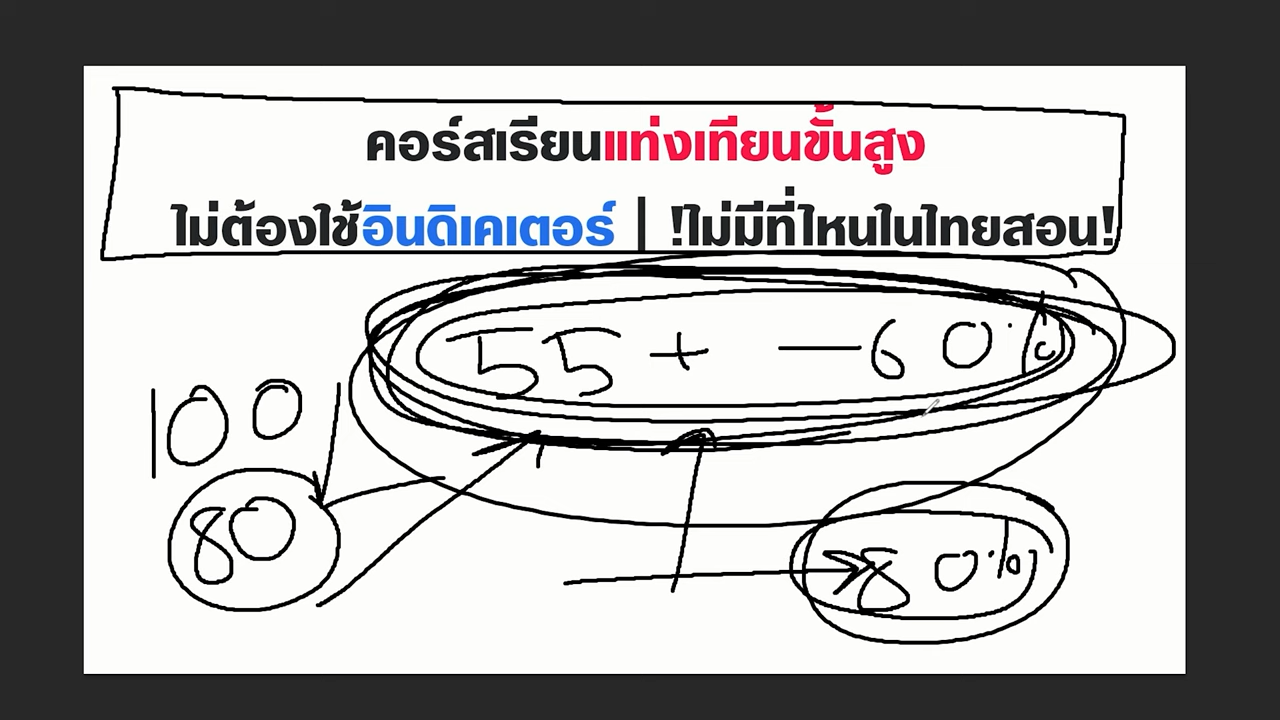 คอร์สเรียนแท่งเทียนขั้นสูง
ไม่ต้องใช้อินดิเคเตอร์ | !ไม่มีที่ไหนในไทยสอน!
55+ — 60%
100
80
80%